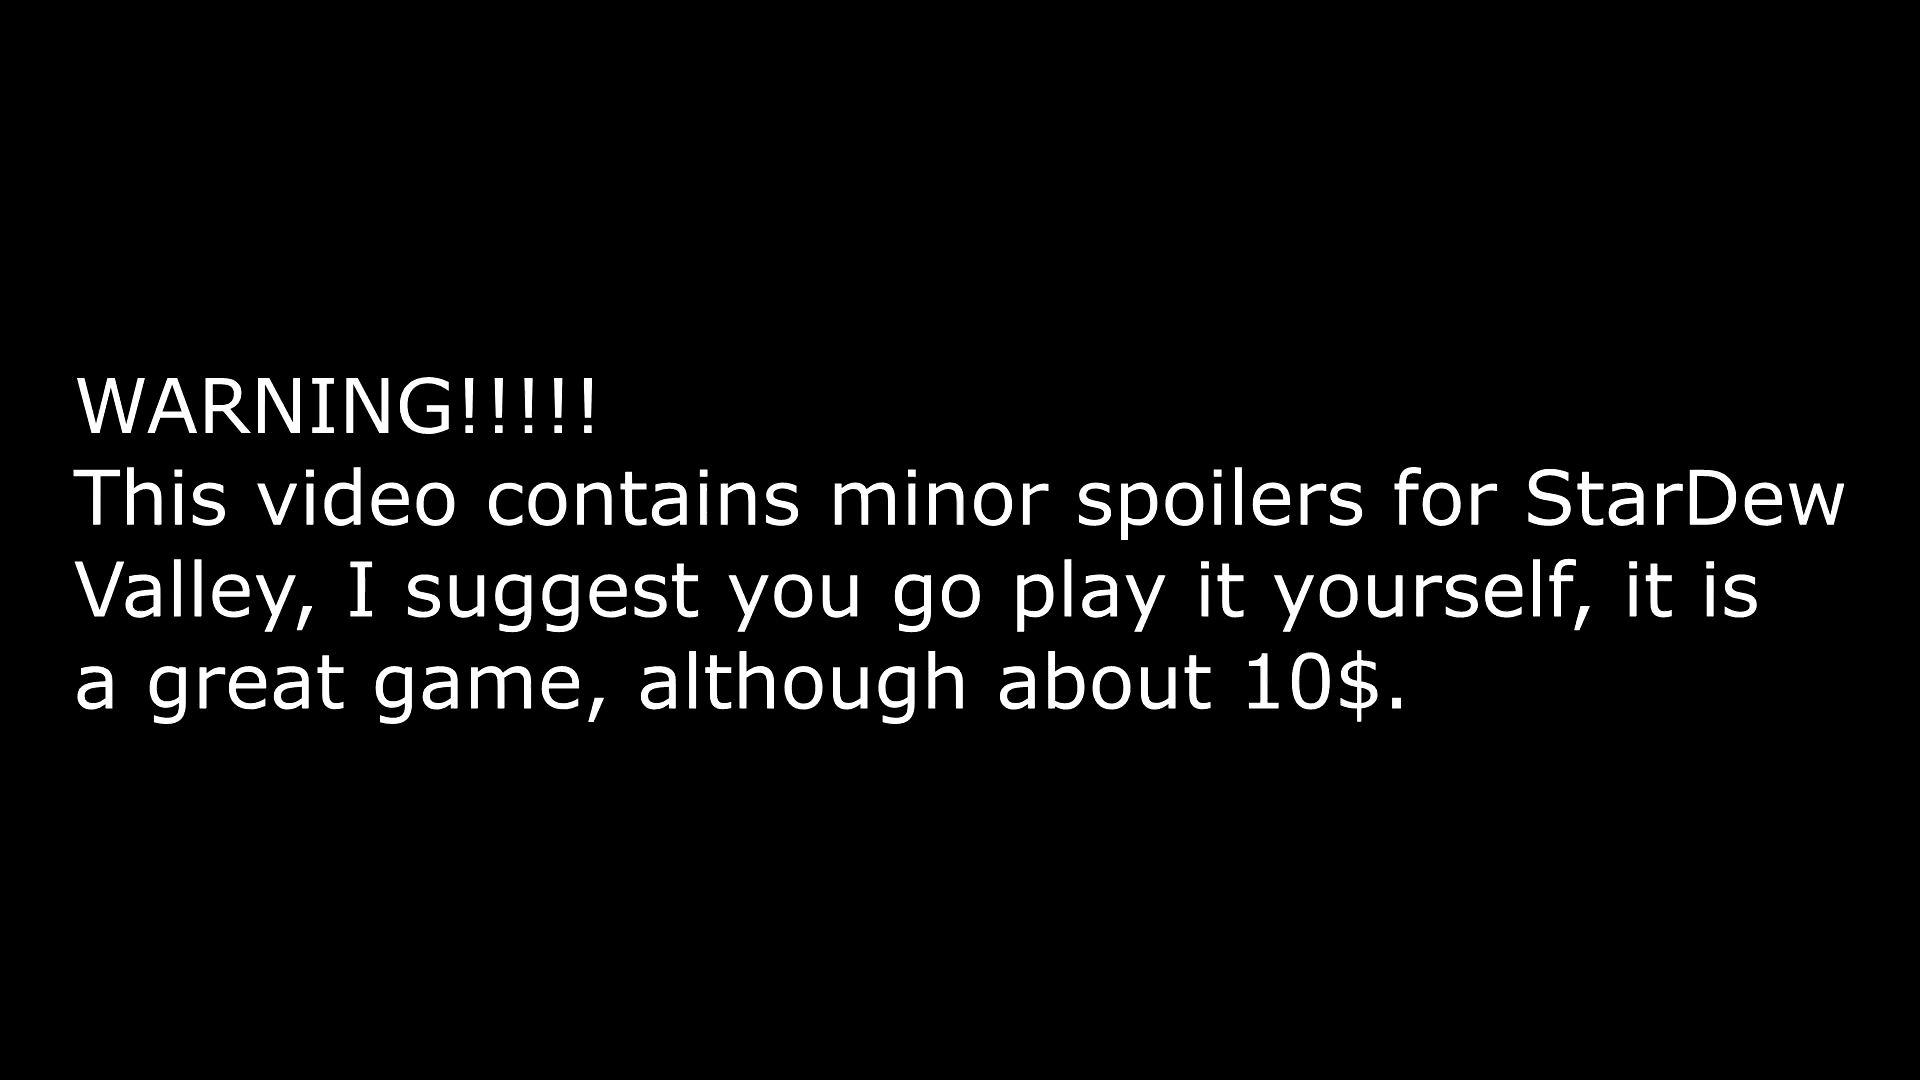 WARNING!!!!!
This video contains minor spoilers for StarDew
Valley, I suggest you go play it yourself, it is
a great game, although about 10$.